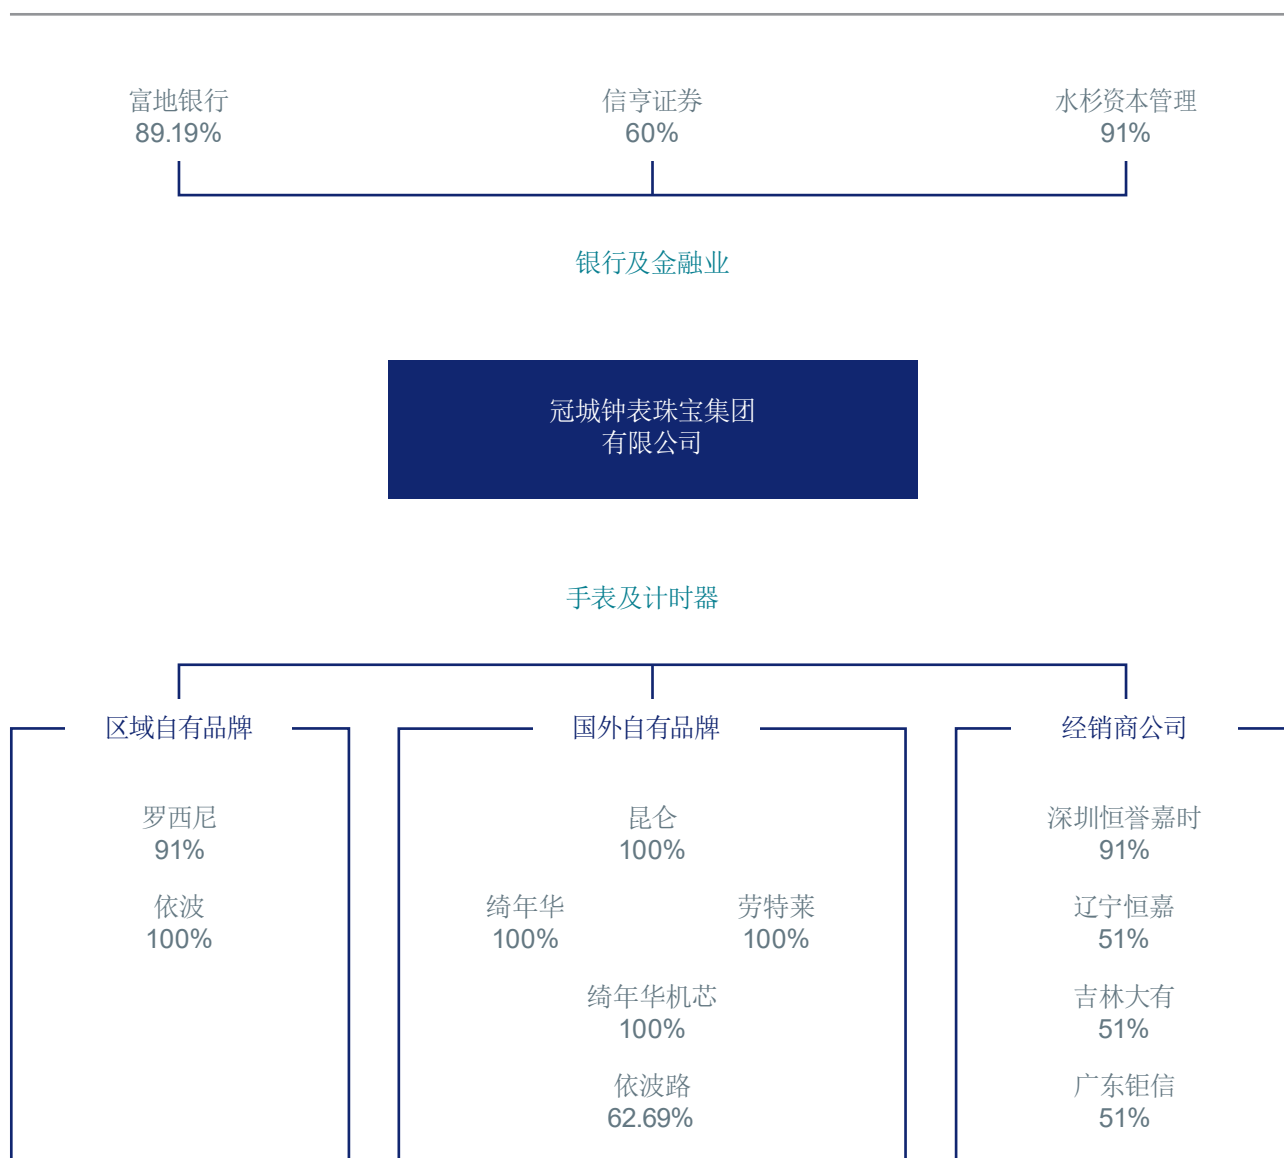 富地银行
89.19%
信亨证券
60%
水杉资本管理
91%
银行及金融业
冠城钟表珠宝集团
有限公司
手表及计时器
区域自有品牌
罗西尼
91%
依波
100%
国外自有品牌
昆仑
100%
绮年华
100%
劳特莱
100%
绮年华机芯
100%
依波路
62.69%
经销商公司
深圳恒誉嘉时
91%
辽宁恒嘉
51%
吉林大有
51%
广东钜信
51%